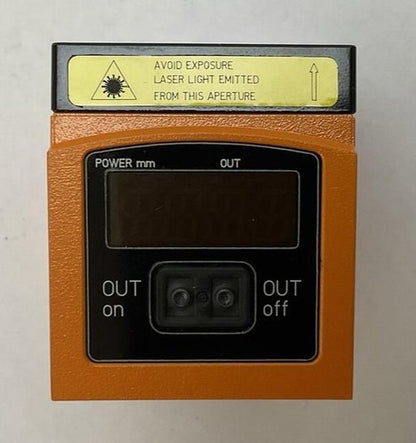 AVOID EXPOSURE
LASER LIGHT EMITTED
FROM THIS APERTURE
POWER mm OUT
OUT OUT
on off